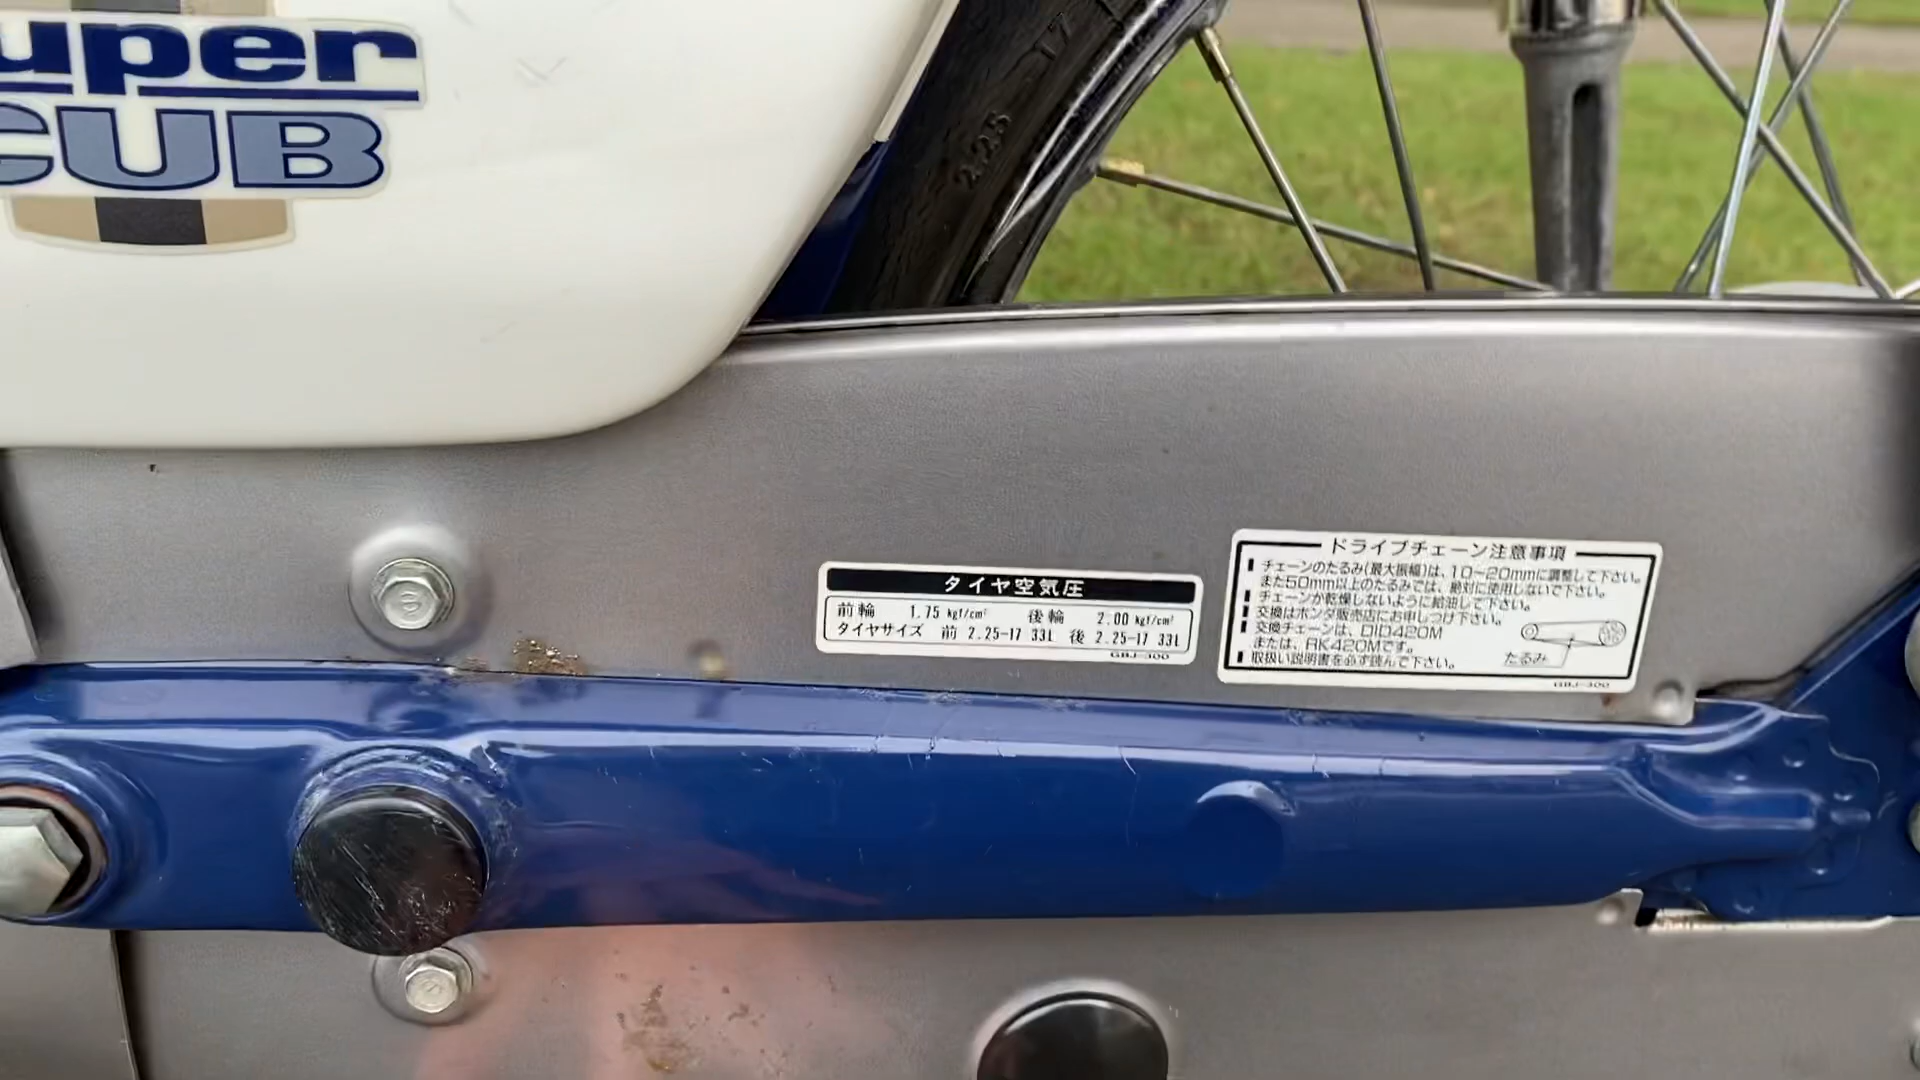 uper
CUB
17
2.25
タイヤ空気圧
前輪 1.75 kgf/cm² 後輪 2.00 kgf/cm²
タイヤサイズ 前 2.25-17 33L 後 2.25-17 33L
GBJ-300
ドライブチェーン注意事項
チェーンのたるみ(最大振幅)は、10~20mmに調整して下さい。
また50mm以上のたるみでは、絶対に使用しないで下さい。
チェーンが乾燥しないように給油して下さい。
交換はホンダ販売店にお申しつけ下さい。
交換チェーンは、DID420M
または、RK420Mです。
取扱い説明書を必ず読んで下さい。
たるみ
GBJ-300